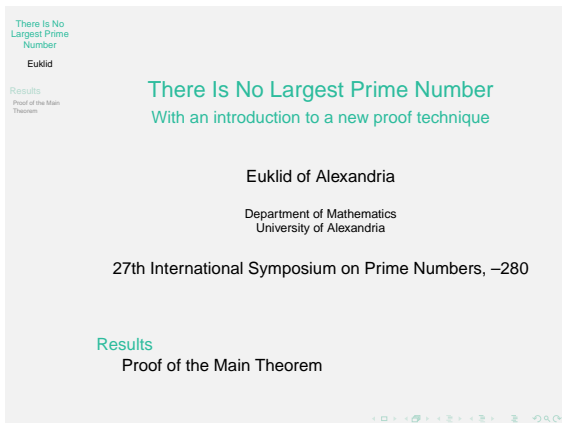 There Is No
Largest Prime
Number
Euklid
Results
Proof of the Main
Theorem
There Is No Largest Prime Number
With an introduction to a new proof technique
Euklid of Alexandria
Department of Mathematics
University of Alexandria
27th International Symposium on Prime Numbers, –280
Results
Proof of the Main Theorem